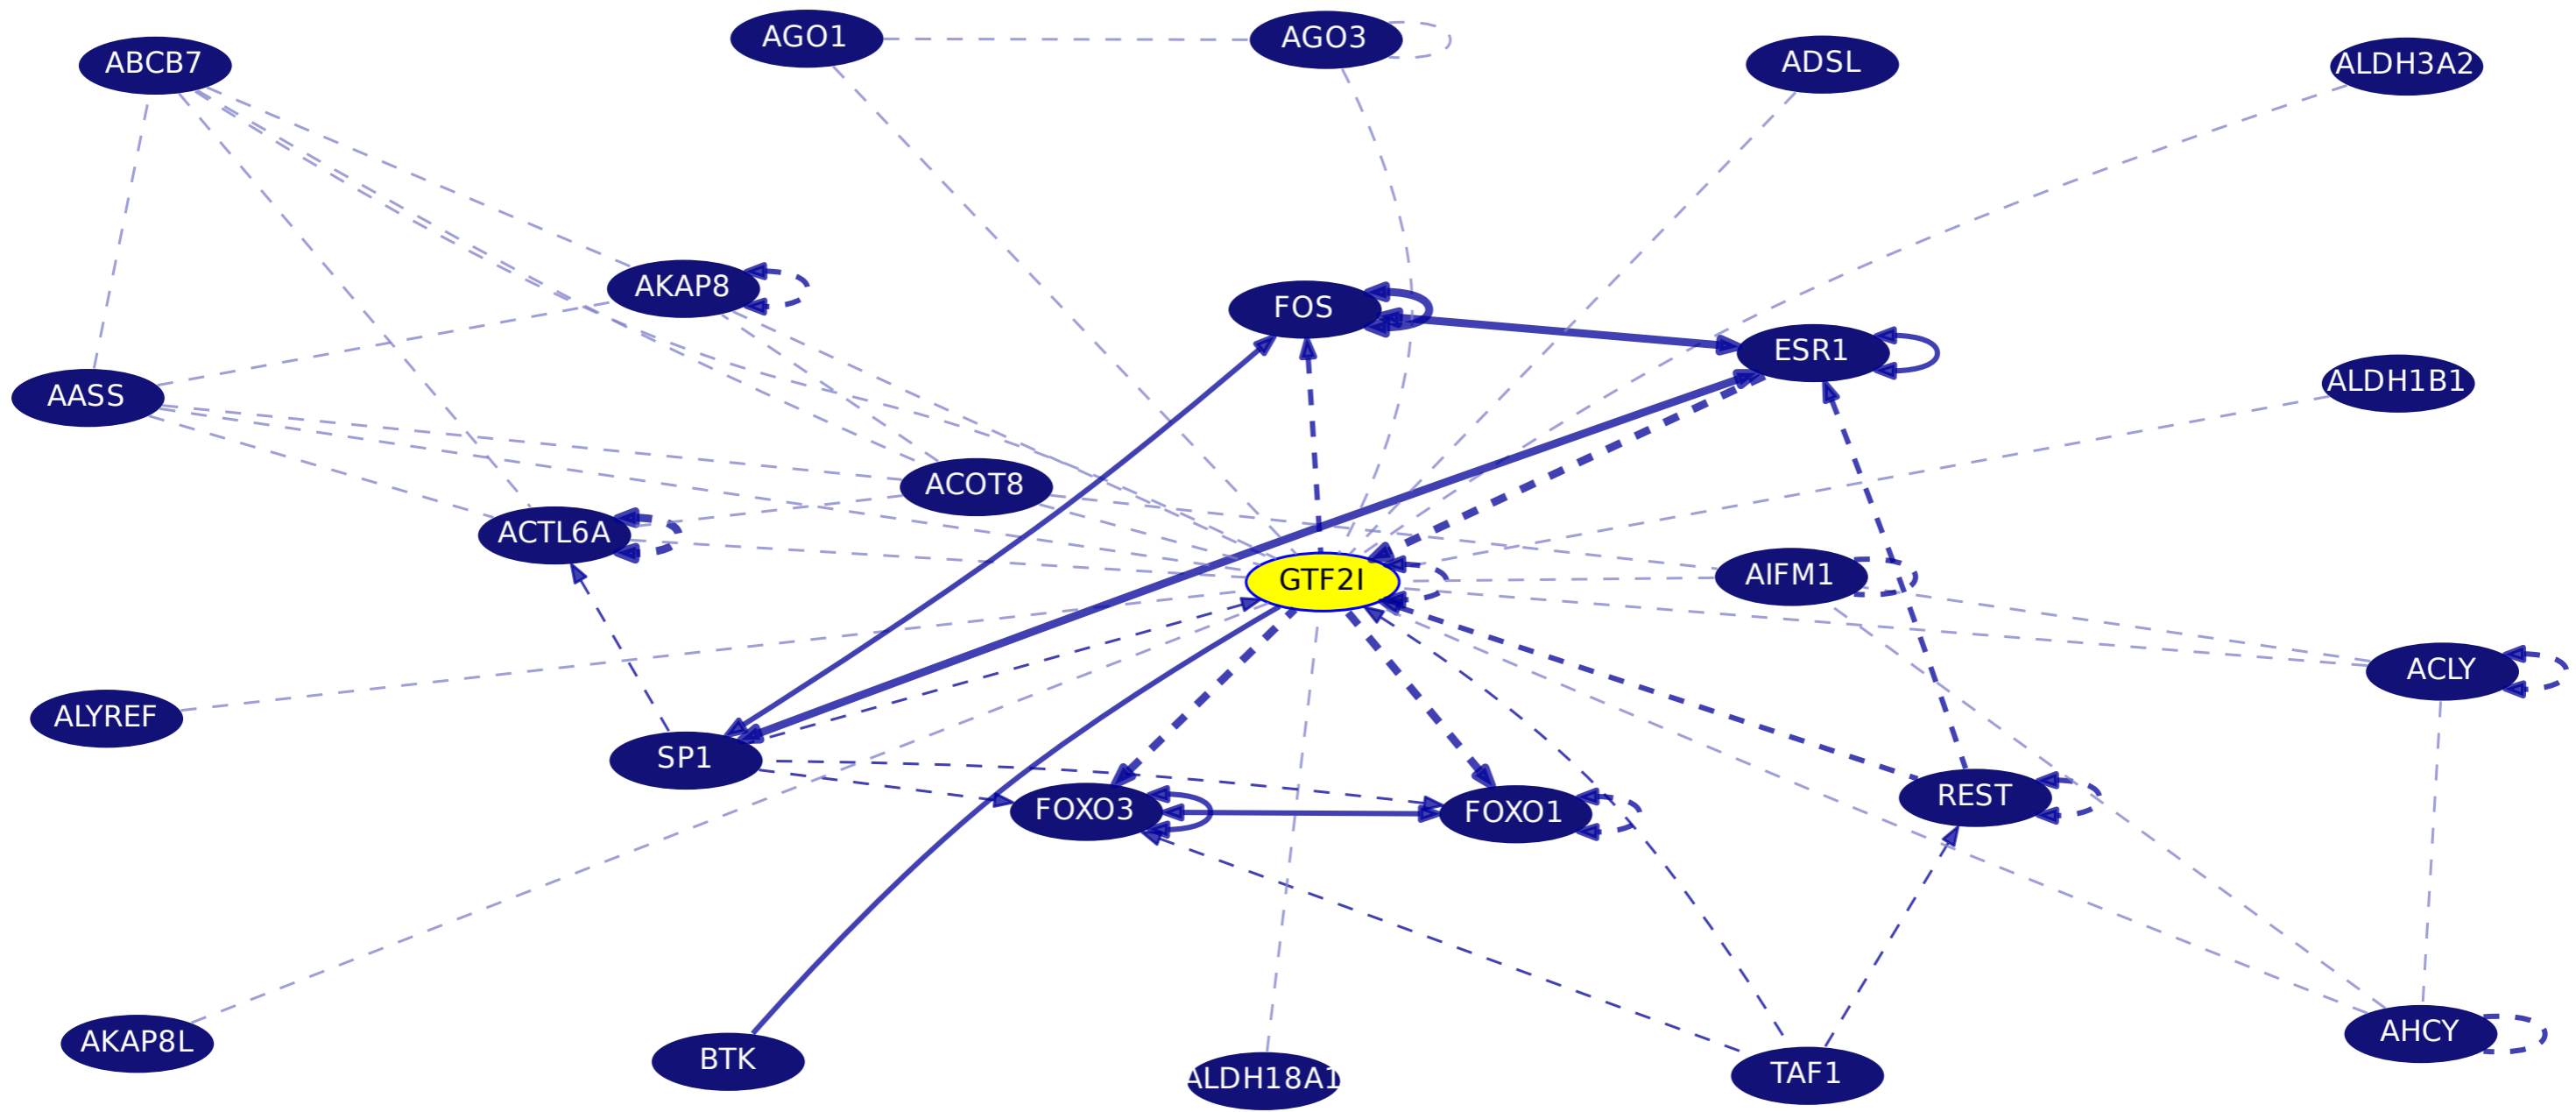 AGO1
AGO3
ABCB7
ADSL
ALDH3A2
AKAP8
FOS
ESR1
AASS
ALDH1B1
ACOT8
ACTL6A
GTF2I
AIFM1
ACLY
ALYREF
SP1
FOXO3
FOXO1
REST
AKAP8L
BTK
ALDH18A1
TAF1
AHCY